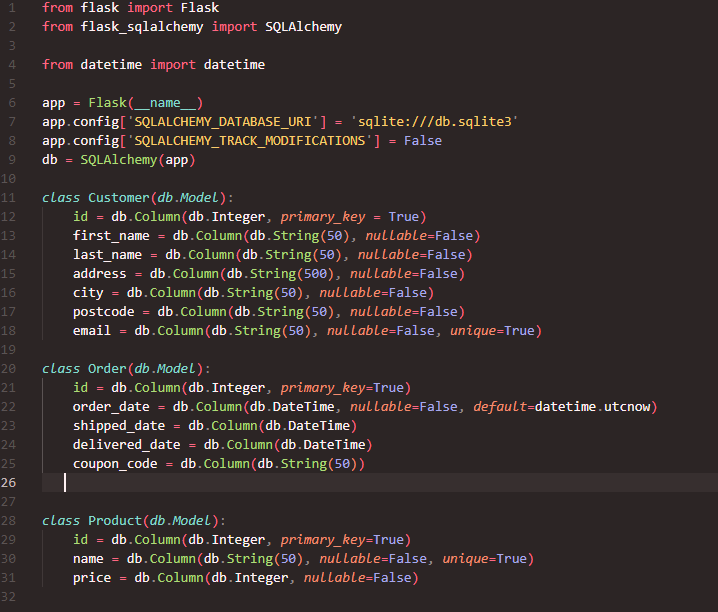 1 from flask import Flask
2 from flask_sqlalchemy import SQLAlchemy
3
4 from datetime import datetime
5
6 app = Flask(__name__)
7 app.config['SQLALCHEMY_DATABASE_URI'] = 'sqlite:///db.sqlite3'
8 app.config['SQLALCHEMY_TRACK_MODIFICATIONS'] = False
9 db = SQLAlchemy(app)
10
11 class Customer(db.Model):
12     id = db.Column(db.Integer, primary_key = True)
13     first_name = db.Column(db.String(50), nullable=False)
14     last_name = db.Column(db.String(50), nullable=False)
15     address = db.Column(db.String(500), nullable=False)
16     city = db.Column(db.String(50), nullable=False)
17     postcode = db.Column(db.String(50), nullable=False)
18     email = db.Column(db.String(50), nullable=False, unique=True)
19
20 class Order(db.Model):
21     id = db.Column(db.Integer, primary_key=True)
22     order_date = db.Column(db.DateTime, nullable=False, default=datetime.utcnow)
23     shipped_date = db.Column(db.DateTime)
24     delivered_date = db.Column(db.DateTime)
25     coupon_code = db.Column(db.String(50))
26
27
28 class Product(db.Model):
29     id = db.Column(db.Integer, primary_key=True)
30     name = db.Column(db.String(50), nullable=False, unique=True)
31     price = db.Column(db.Integer, nullable=False)
32